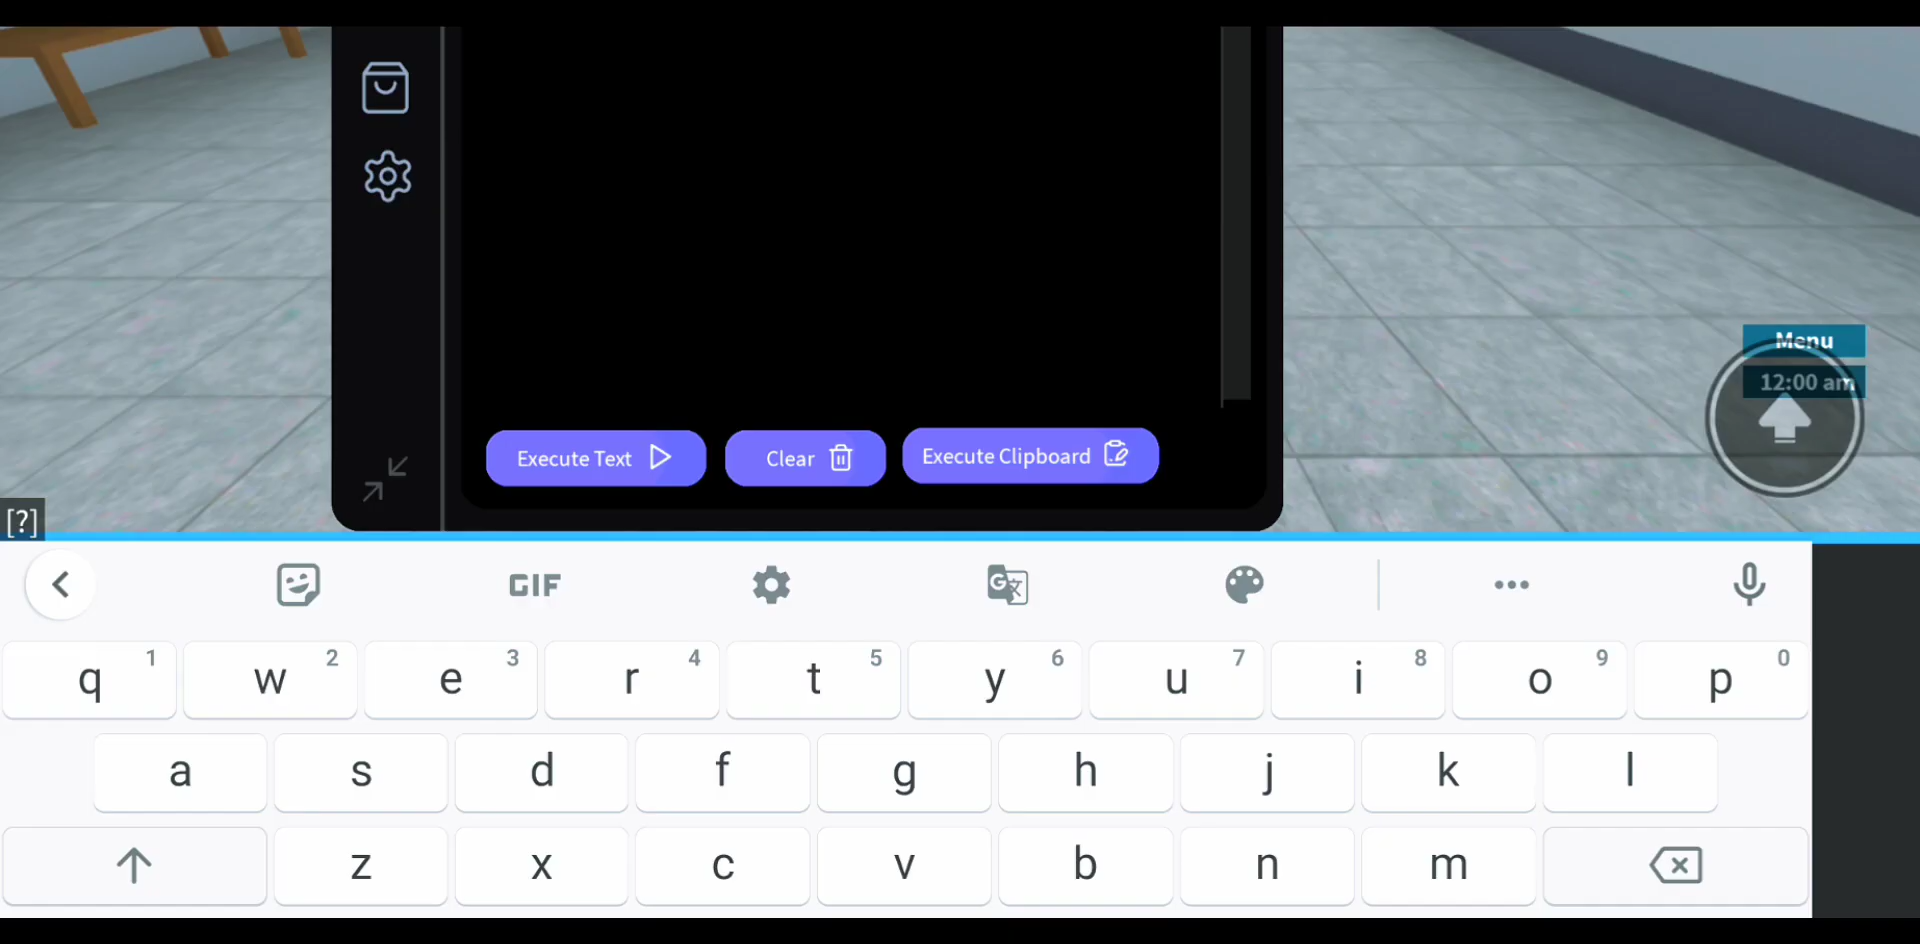 Menu
12:00 am
Execute Text
Clear
Execute Clipboard
[?]
GIF
q 1 w 2 e 3 r 4 t 5 y 6 u 7 i 8 o 9 p 0
a s d f g h j k l
z x c v b n m